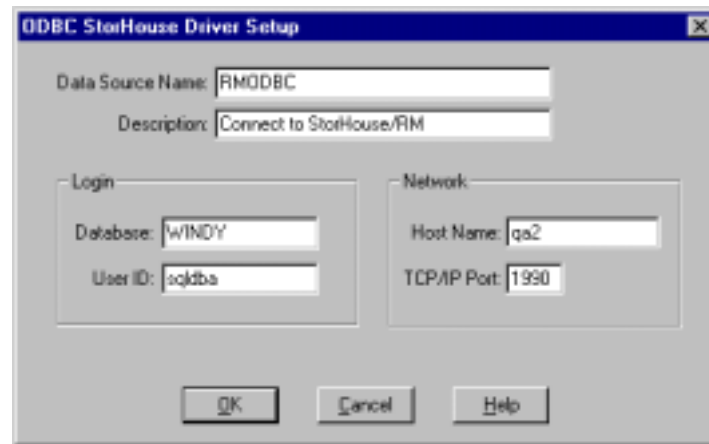 ODBC StorHouse Driver Setup
Data Source Name: RMODBC
Description: Connect to StorHouse/RM
Login
Database: WINDY
User ID: sqldba
Network
Host Name: qa2
TCP/IP Port: 1990
OK Cancel Help